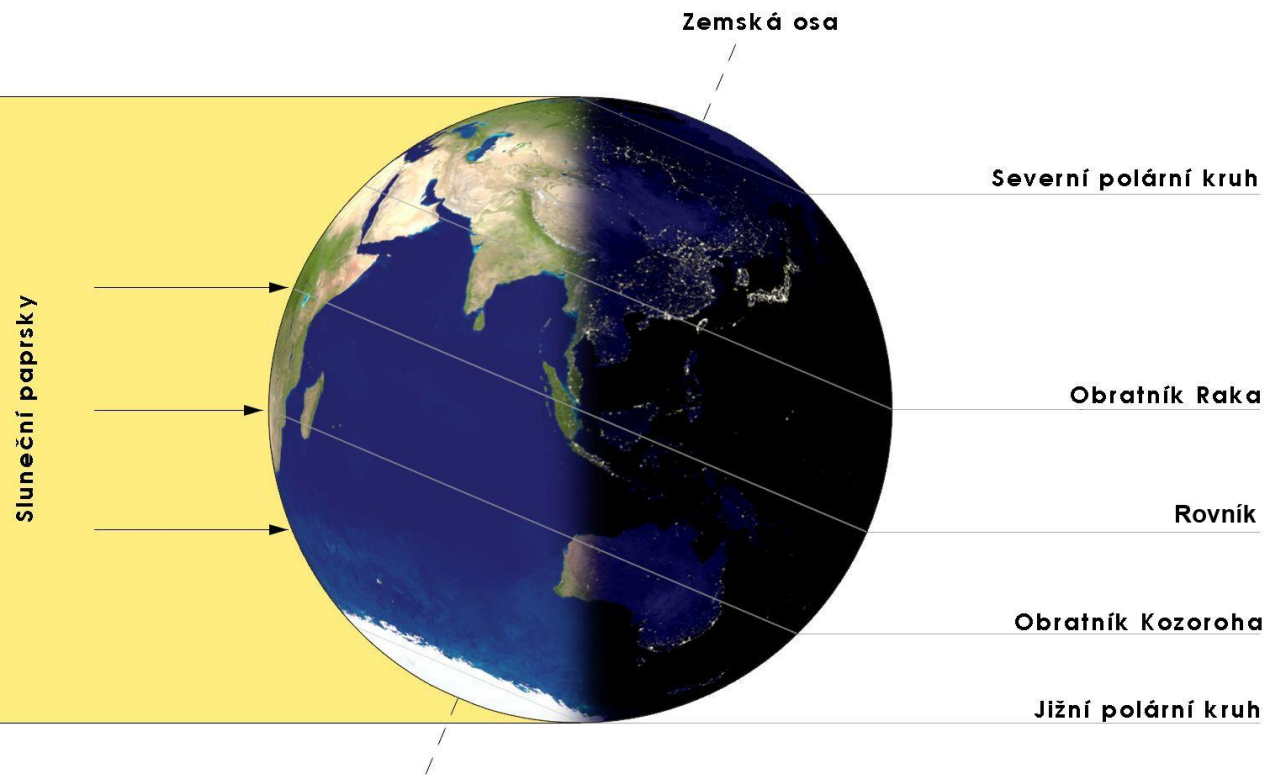 Zemská osa
Severní polární kruh
Sluneční paprsky
Obratník Raka
Rovník
Obratník Kozoroha
Jižní polární kruh